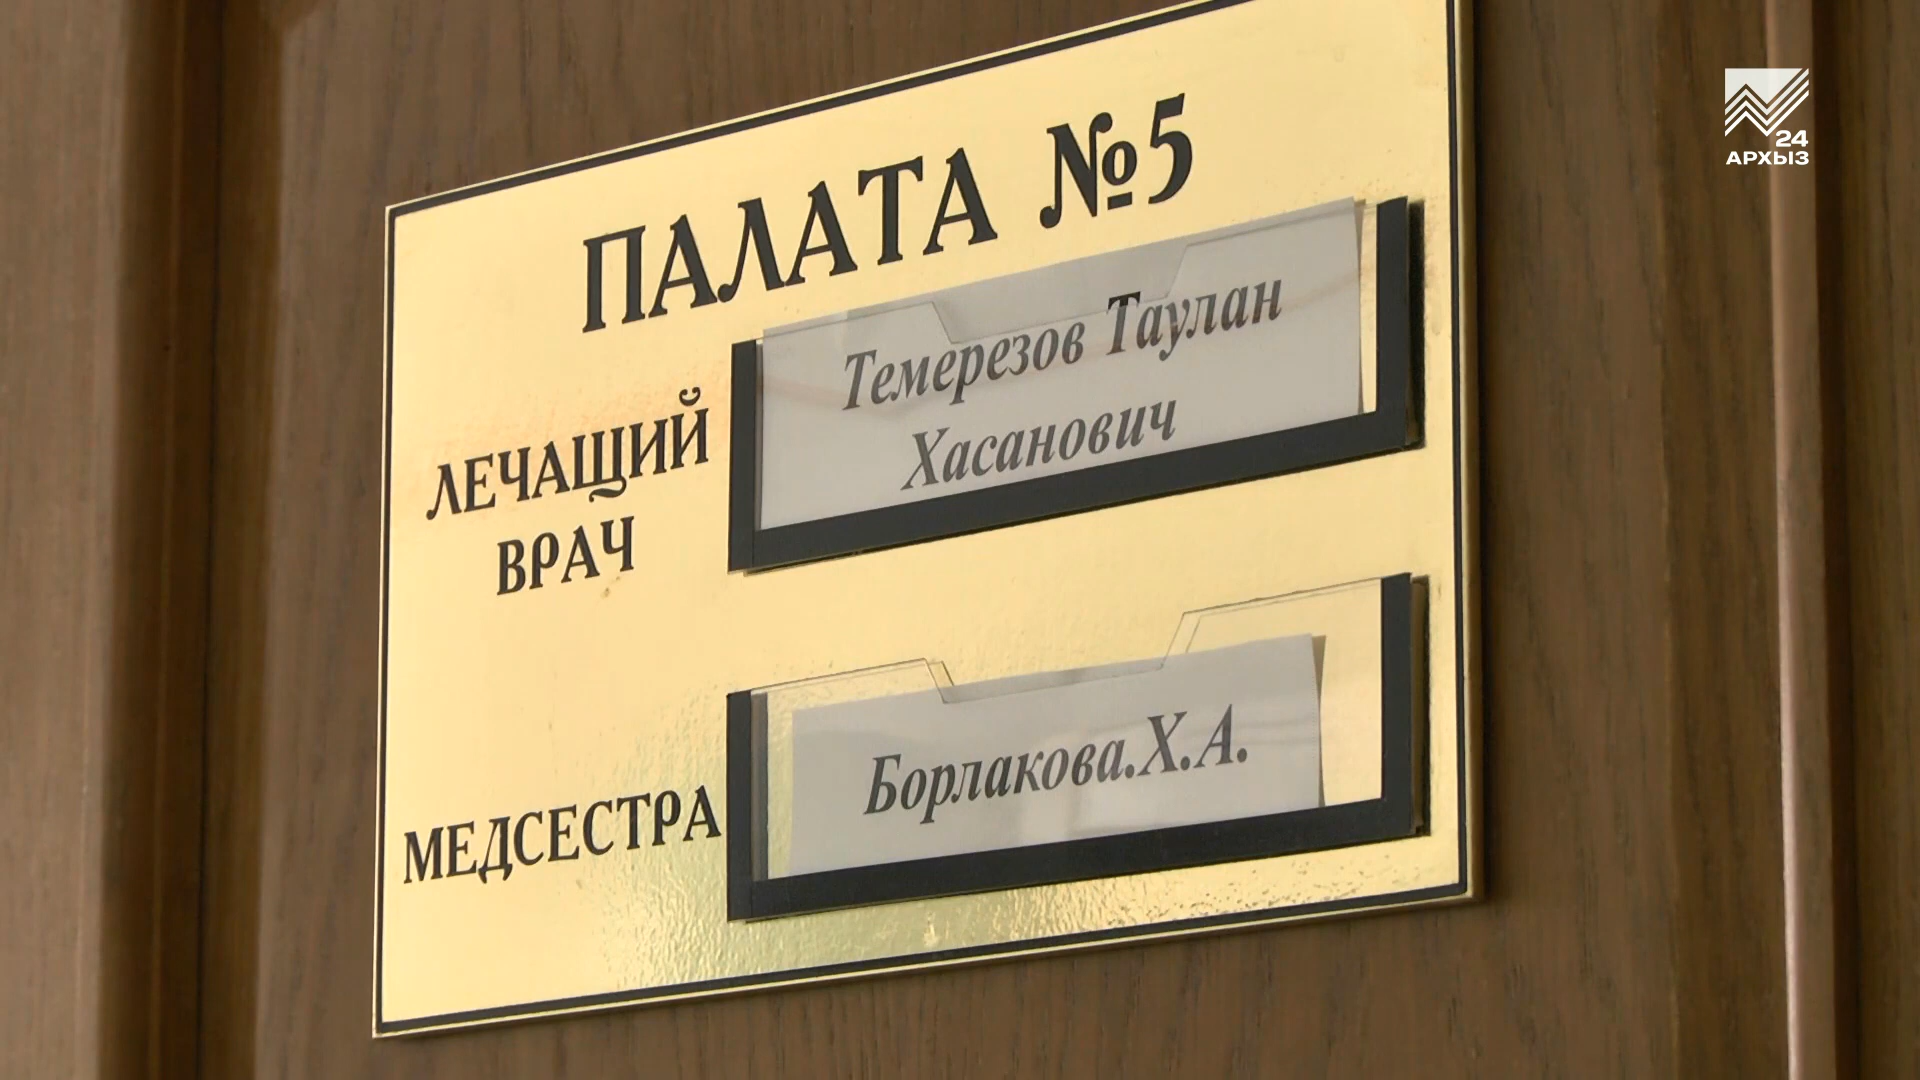 24
АРХЫЗ
ПАЛАТА №5
ЛЕЧАЩИЙ
ВРАЧ
Темерезов Таулан
Хасанович
МЕДСЕСТРА
Борлакова.Х.А.